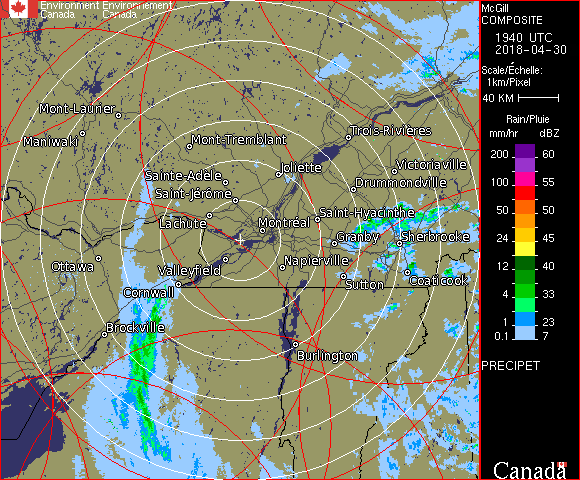 Environment Environnement
Canada Canada
McGill
COMPOSITE
1940 UTC
2018-04-30
Scale/Échelle:
1km/Pixel
40 KM
Rain/Pluie
mm/hr dBZ
200 60
100 55
50 50
24 45
12 40
4 33
2 23
0.1 7
PRECIPET
Canada
Mont-Laurier
Maniwaki
Mont-Tremblant
Trois-Rivières
Sainte-Adèle
Joliette
Victoriaville
Saint-Jérôme
Drummondville
Lachute
Saint-Hyacinthe
Montréal
Granby
Sherbrooke
Ottawa
Valleyfield
Napierville
Cornwall
Sutton
Coaticook
Brockville
Burlington